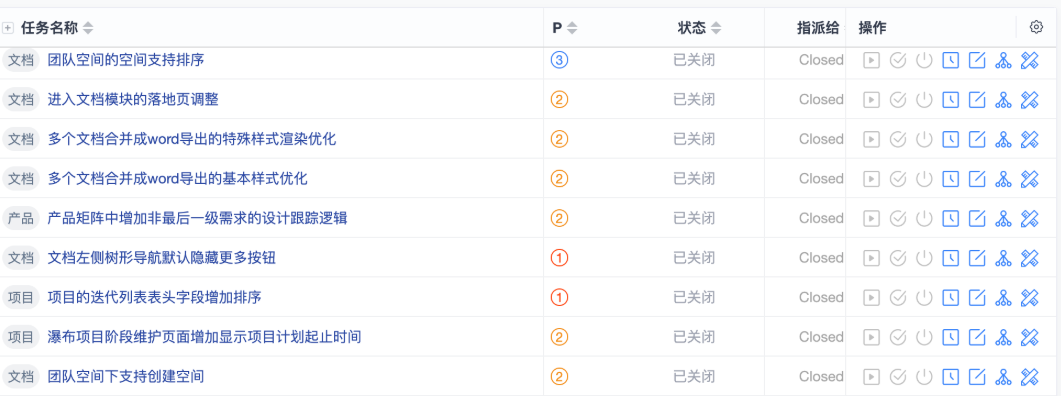 任务名称 P 状态 指派给 操作
文档 团队空间的空间支持排序 3 已关闭 Closed
文档 进入文档模块的落地页调整 2 已关闭 Closed
文档 多个文档合并成word导出的特殊样式渲染优化 2 已关闭 Closed
文档 多个文档合并成word导出的基本样式优化 2 已关闭 Closed
产品 产品矩阵中增加非最后一级需求的设计跟踪逻辑 2 已关闭 Closed
文档 文档左侧树形导航默认隐藏更多按钮 1 已关闭 Closed
项目 项目的迭代列表表头字段增加排序 1 已关闭 Closed
项目 瀑布项目阶段维护页面增加显示项目计划起止时间 2 已关闭 Closed
文档 团队空间下支持创建空间 2 已关闭 Closed